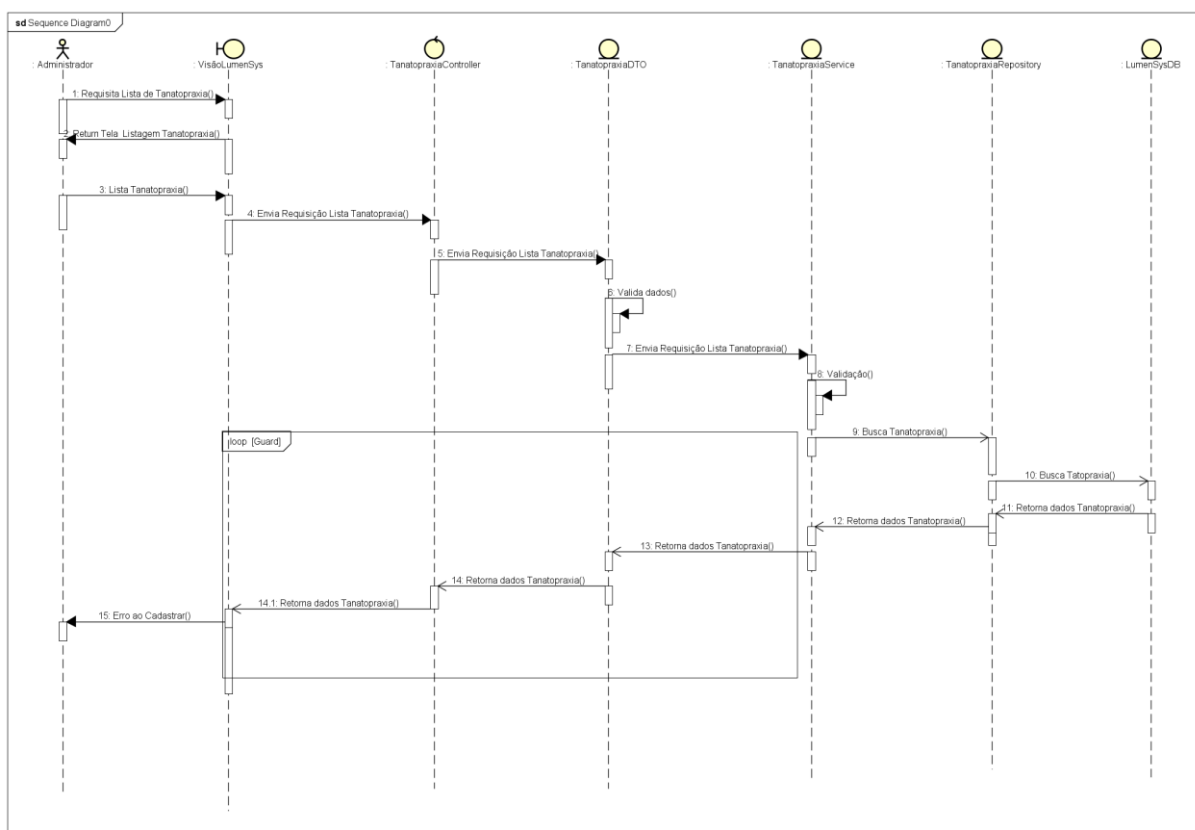 sd Sequence Diagram0
: Administrador
: VisãoLumenSys
: TanatopraxiaController
: TanatopraxiaDTO
: TanatopraxiaService
: TanatopraxiaRepository
: LumenSysDB
1: Requisita Lista de Tanatopraxia()
2: Return Tela Listagem Tanatopraxia()
3: Lista Tanatopraxia()
4: Envia Requisição Lista Tanatopraxia()
5: Envia Requisição Lista Tanatopraxia()
6: Valida dados()
7: Envia Requisição Lista Tanatopraxia()
8: Validação()
loop [Guard]
9: Busca Tanatopraxia()
10: Busca Tatopraxia()
11: Retorna dados Tanatopraxia()
12: Retorna dados Tanatopraxia()
13: Retorna dados Tanatopraxia()
14: Retorna dados Tanatopraxia()
14.1: Retorna dados Tanatopraxia()
15: Erro ao Cadastrar()